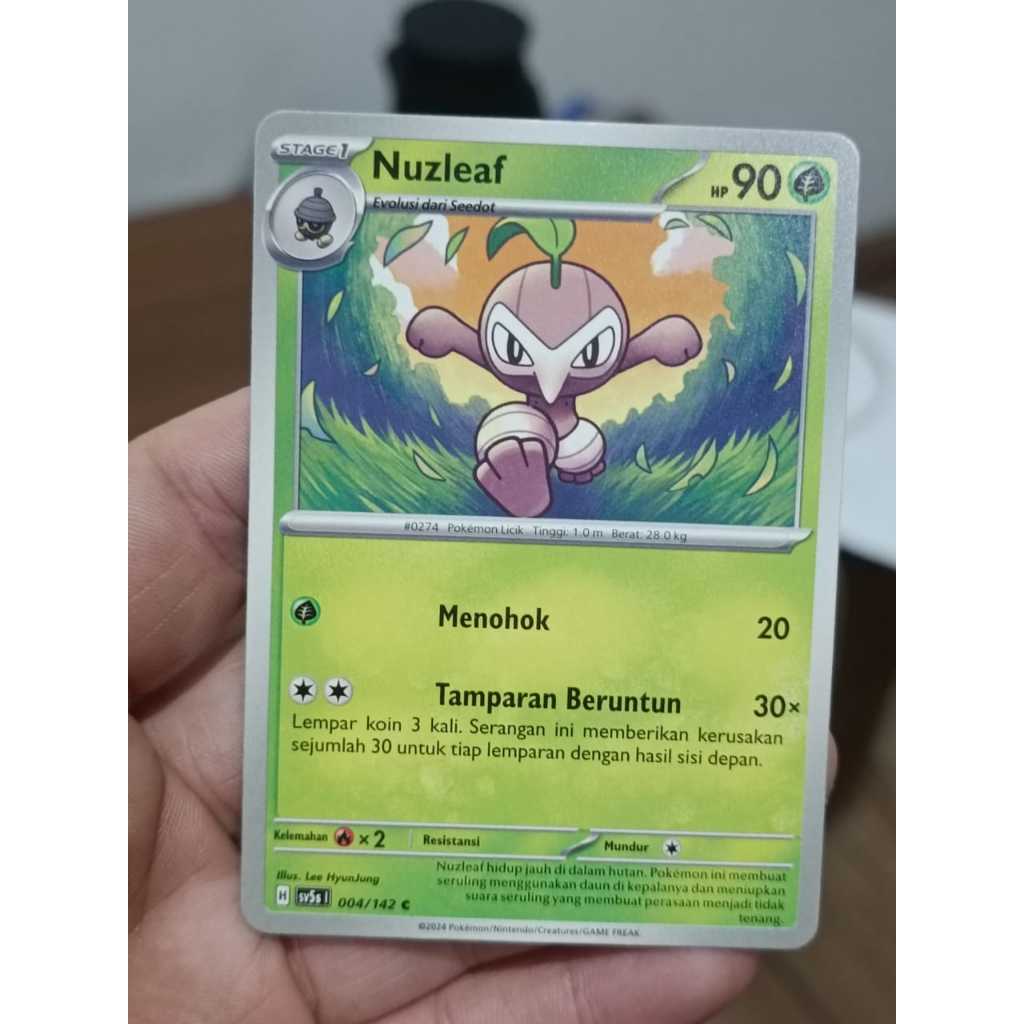 STAGE 1 Nuzleaf HP 90
Evolusi dari Seedot
#0274 Pokémon Licik Tinggi: 1.0 m Berat: 28.0 kg
Menohok 20
Tamparan Beruntun 30×
Lempar koin 3 kali. Serangan ini memberikan kerusakan
sejumlah 30 untuk tiap lemparan dengan hasil sisi depan.
Kelemahan ×2 Resistansi Mundur
Illus. Lee HyunJung
Nuzleaf hidup jauh di dalam hutan. Pokémon ini membuat
seruling menggunakan daun di kepalanya dan meniupkan
suara seruling yang membuat perasaan menjadi tidak
tenang.
H sv5s I 004/142 C
©2024 Pokémon/Nintendo/Creatures/GAME FREAK